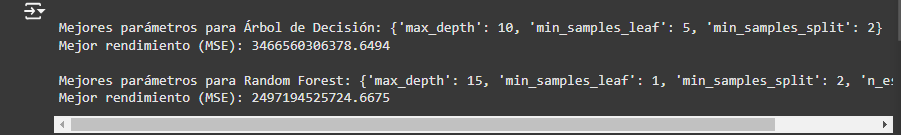 Mejores parámetros para Árbol de Decisión: {'max_depth': 10, 'min_samples_leaf': 5, 'min_samples_split': 2}
Mejor rendimiento (MSE): 3466560306378.6494
Mejores parámetros para Random Forest: {'max_depth': 15, 'min_samples_leaf': 1, 'min_samples_split': 2, 'n_es
Mejor rendimiento (MSE): 2497194525724.6675